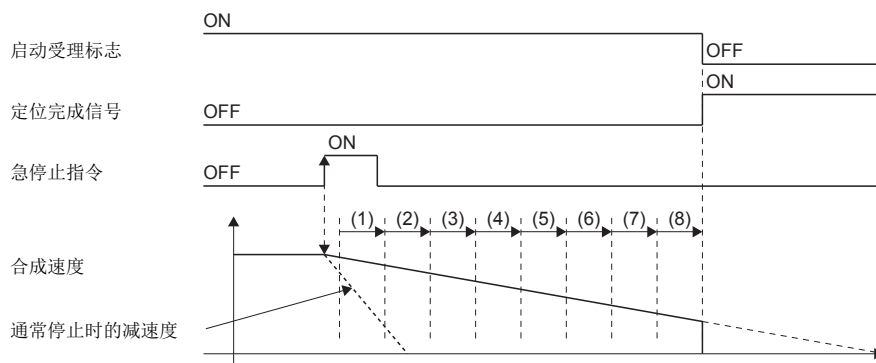 ON
启动受理标志
OFF
ON
定位完成信号
OFF
ON
急停止指令
OFF
(1) (2) (3) (4) (5) (6) (7) (8)
合成速度
通常停止时的减速度